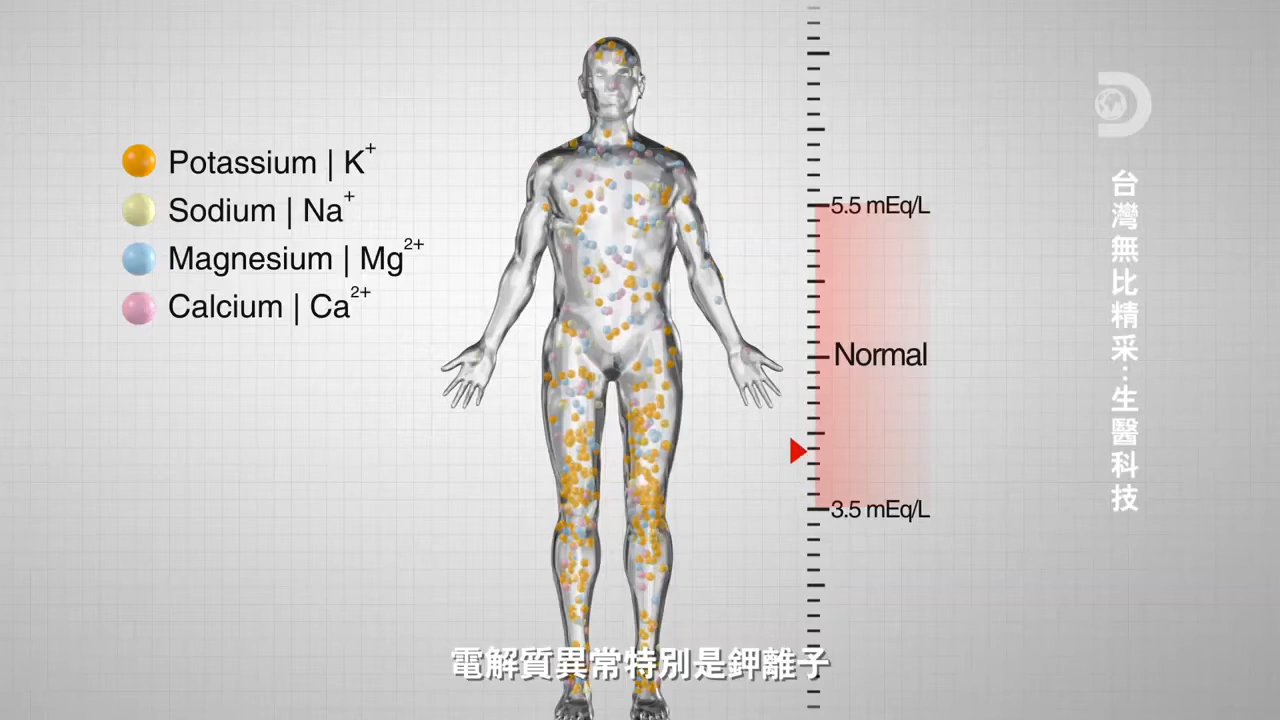 Potassium | K+
Sodium | Na+
Magnesium | Mg2+
Calcium | Ca2+
5.5 mEq/L
Normal
3.5 mEq/L
台灣無比精采:生醫科技
電解質異常特別是鉀離子